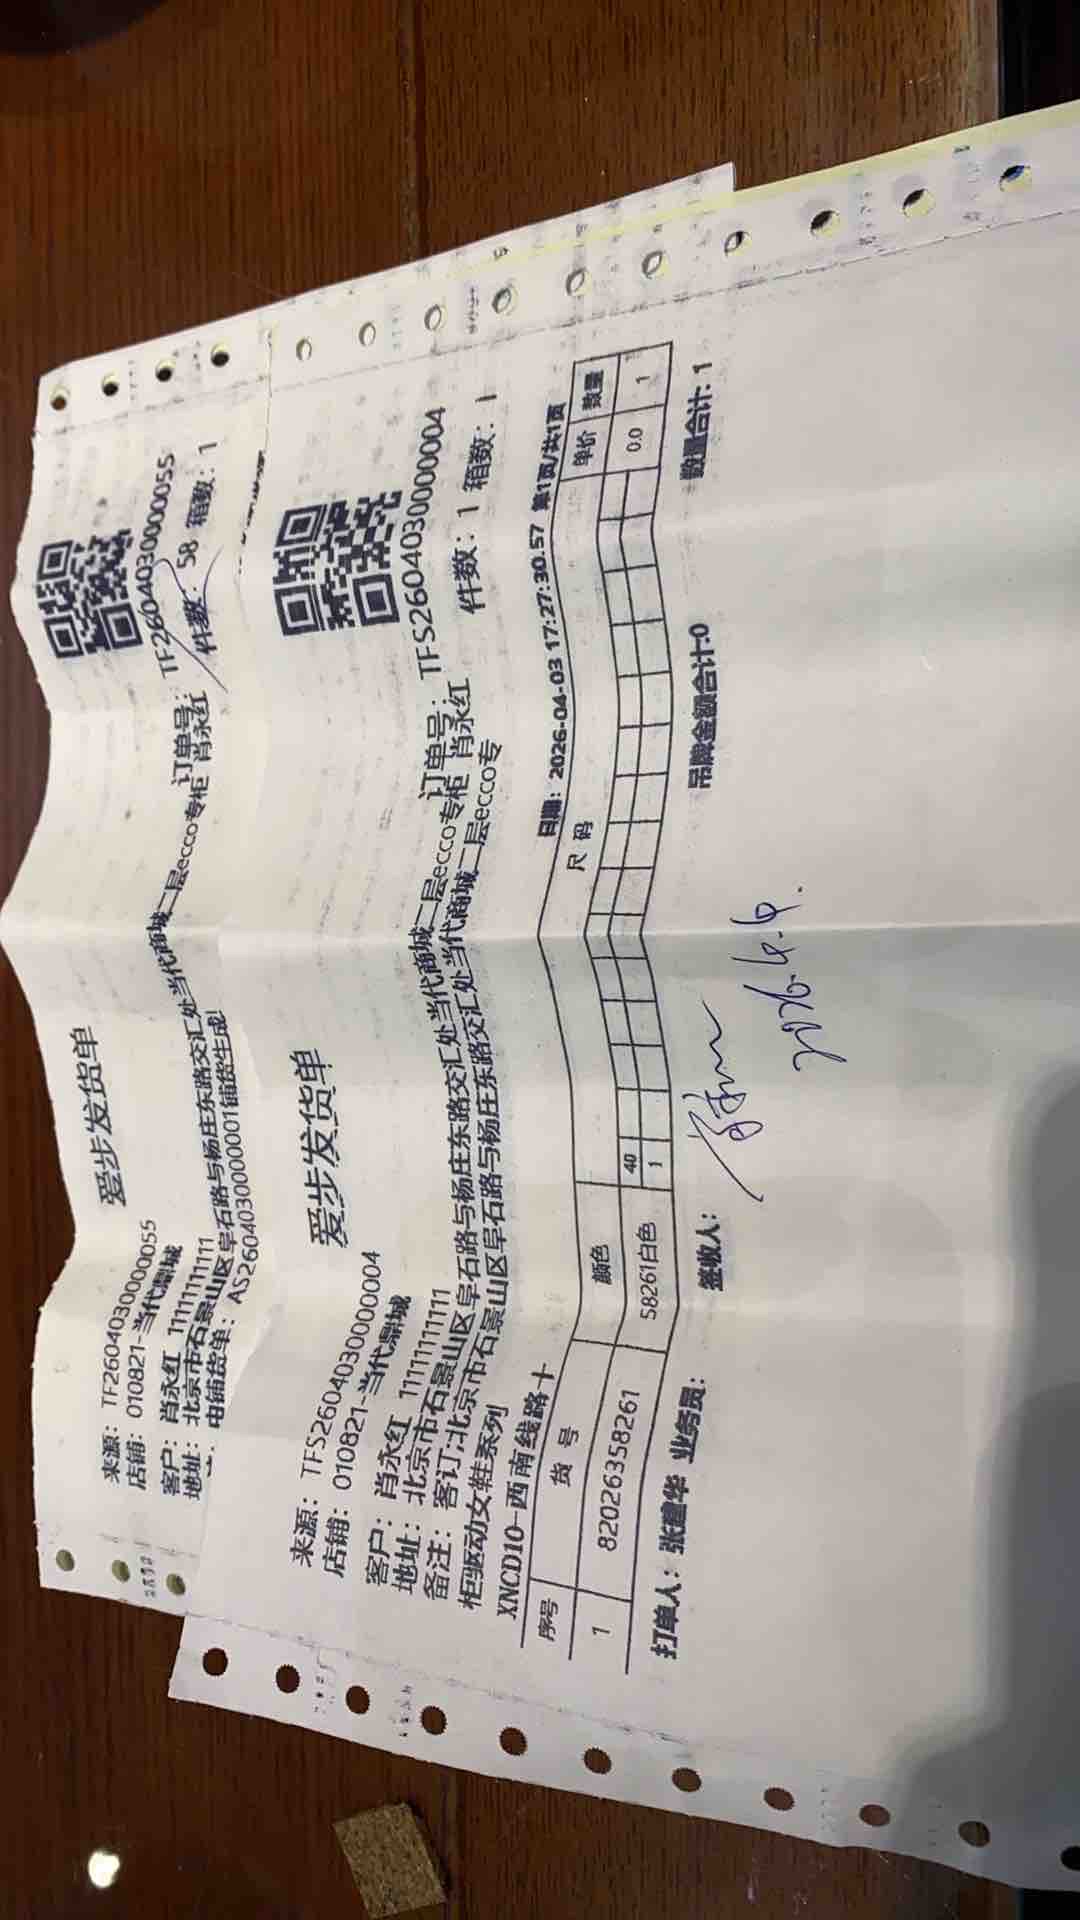 爱步发货单
来源: TF26040300000055
订单号: TF26040300000055
店铺: 010821-当代鼎城
件数: 58 箱数: 1
客户: 肖永红 11111111111
地址: 北京市石景山区阜石路与杨庄东路交汇处当代商城二层ecco专柜 肖永红
电铺货单: AS26040300000001铺货生成!
爱步发货单
来源: TFS26040300000004
订单号: TFS26040300000004
店铺: 010821-当代鼎城
件数: 1 箱数: 1
客户: 肖永红 11111111111
地址: 北京市石景山区阜石路与杨庄东路交汇处当代商城二层ecco专柜 肖永红
备注: 客订:北京市石景山区阜石路与杨庄东路交汇处当代商城二层ecco专
柜驱动女鞋系列
XNCD10-西南线路十 日期: 2026-04-03 17:27:30.57 第1页/共1页
序号 货号 颜色 尺码 单价 数量
40
1 82026358261 58261白色 1 0.0 1
打单人: 张建华 业务员: 签收人: 吊牌金额合计:0 数量合计: 1
2026.4.4.